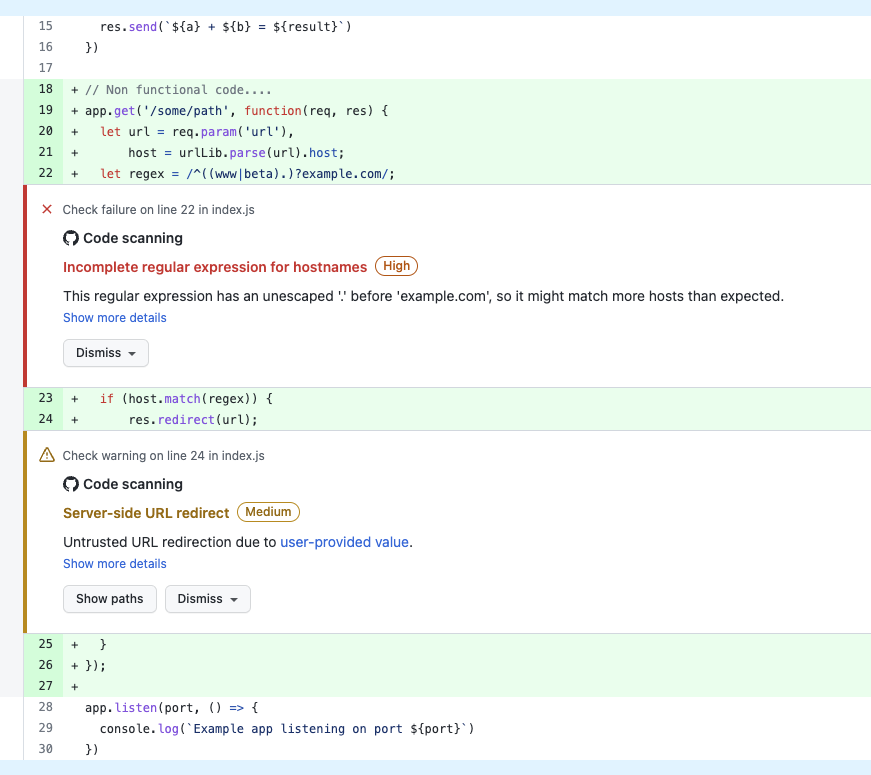 15 res.send(`${a} + ${b} = ${result}`)
16 })
17
18 + // Non functional code....
19 + app.get('/some/path', function(req, res) {
20 + let url = req.param('url'),
21 + host = urlLib.parse(url).host;
22 + let regex = /^((www|beta).)?example.com/;
Check failure on line 22 in index.js
Code scanning
Incomplete regular expression for hostnames High
This regular expression has an unescaped '.' before 'example.com', so it might match more hosts than expected.
Show more details
Dismiss
23 + if (host.match(regex)) {
24 + res.redirect(url);
Check warning on line 24 in index.js
Code scanning
Server-side URL redirect Medium
Untrusted URL redirection due to user-provided value.
Show more details
Show paths Dismiss
25 + }
26 + });
27 +
28 app.listen(port, () => {
29 console.log(`Example app listening on port ${port}`)
30 })